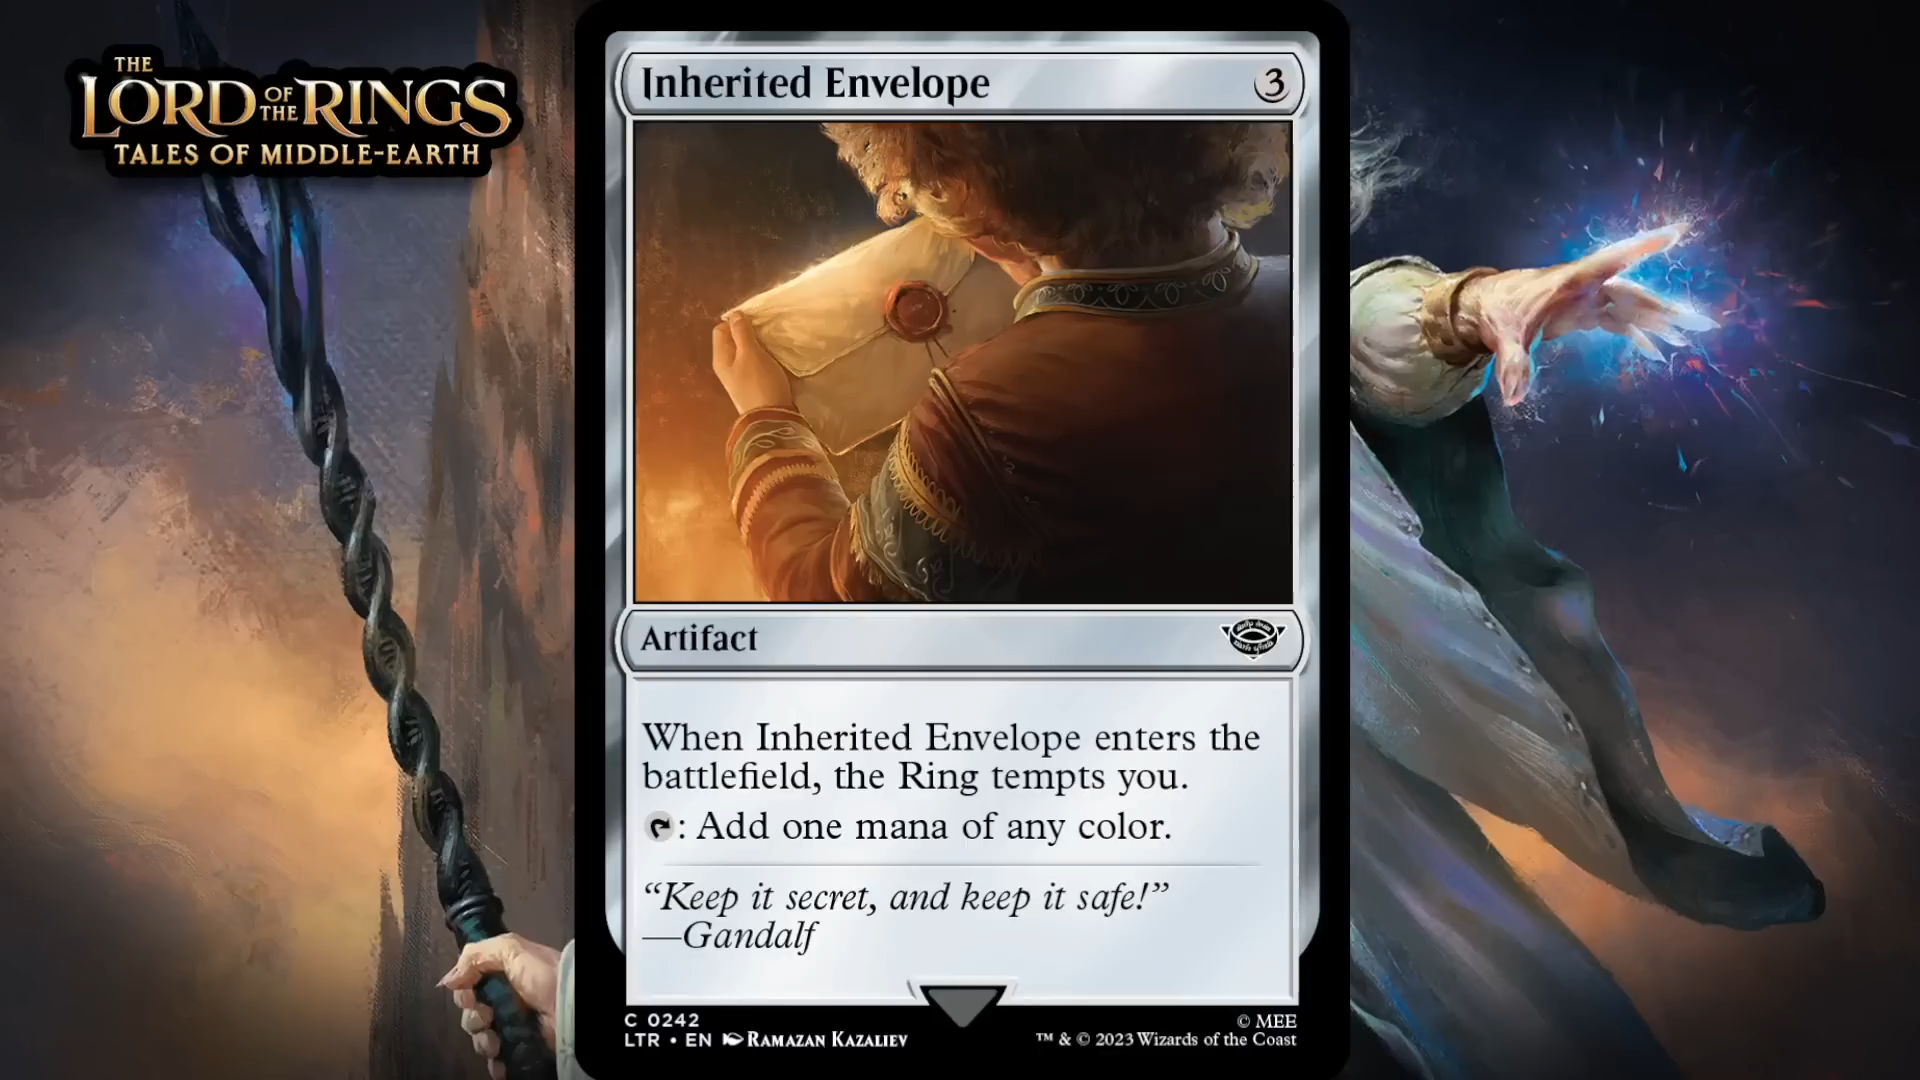 THE
LORD OF THE RINGS
TALES OF MIDDLE-EARTH
Inherited Envelope 3
Artifact
When Inherited Envelope enters the
battlefield, the Ring tempts you.
: Add one mana of any color.
“Keep it secret, and keep it safe!”
—Gandalf
C 0242
LTR • EN RAMAZAN KAZALIEV
© MEE
™ & © 2023 Wizards of the Coast